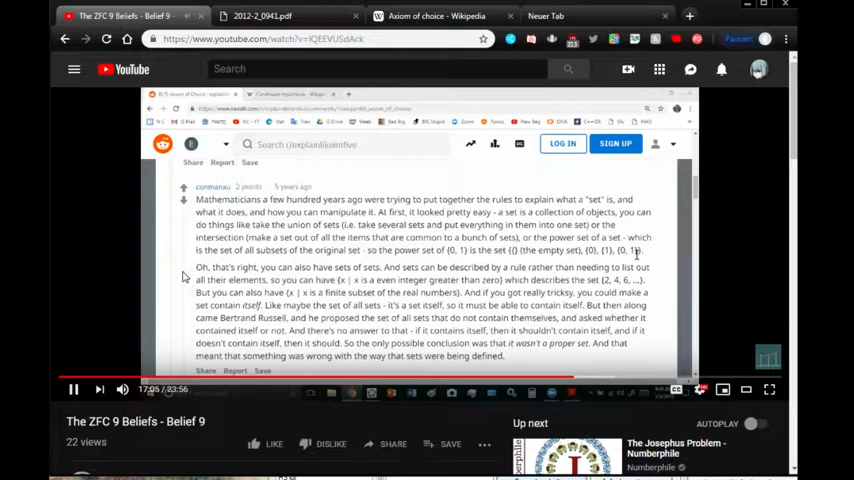 The ZFC 9 Beliefs - Belief 9
2012-2_0941.pdf
Axiom of choice - Wikipedia
Neuer Tab
https://www.youtube.com/watch?v=lQEEVUSdAck
213
Pausiert
YouTube
Search
Search r/explainlikeimfive
LOG IN
SIGN UP
Share Report Save
conmanau 2 points · 5 years ago
Mathematicians a few hundred years ago were trying to put together the rules to explain what a "set" is, and
what it does, and how you can manipulate it. At first, it looked pretty easy - a set is a collection of objects, you can
do things like take the union of sets (i.e. take several sets and put everything in them into one set) or the
intersection (make a set out of all the items that are common to a bunch of sets), or the power set of a set - which
is the set of all subsets of the original set - so the power set of {0, 1} is the set {{} (the empty set), {0}, {1}, {0, 1}}.
Oh, that's right, you can also have sets of sets. And sets can be described by a rule rather than needing to list out
all their elements, so you can have {x | x is a even integer greater than zero} which describes the set {2, 4, 6, ...}.
But you can also have {x | x is a finite subset of the real numbers}. And if you got really tricksy, you could make a
set contain itself. Like maybe the set of all sets - it's a set itself, so it must be able to contain itself. But then along
came Bertrand Russell, and he proposed the set of all sets that do not contain themselves, and asked whether it
contained itself or not. And there's no answer to that - if it contains itself, then it shouldn't contain itself, and if it
doesn't contain itself, then it should. So the only possible conclusion was that it wasn't a proper set. And that
meant that something was wrong with the way that sets were being defined.
Share Report Save
17:05 / 23:56
The ZFC 9 Beliefs - Belief 9
22 views
LIKE
DISLIKE
SHARE
SAVE
Up next
AUTOPLAY
The Josephus Problem -
Numberphile
Numberphile